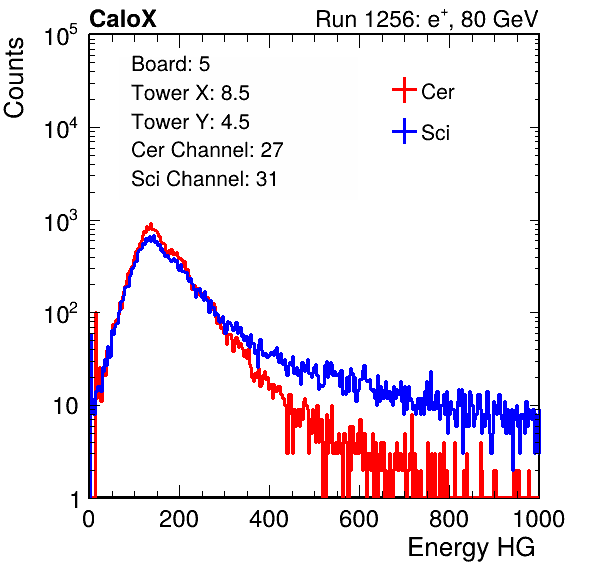 CaloX Run 1256: e⁺, 80 GeV
Counts
10⁵
10⁴
10³
10²
10
1
Board: 5
Tower X: 8.5
Tower Y: 4.5
Cer Channel: 27
Sci Channel: 31
Cer
Sci
0 200 400 600 800 1000
Energy HG